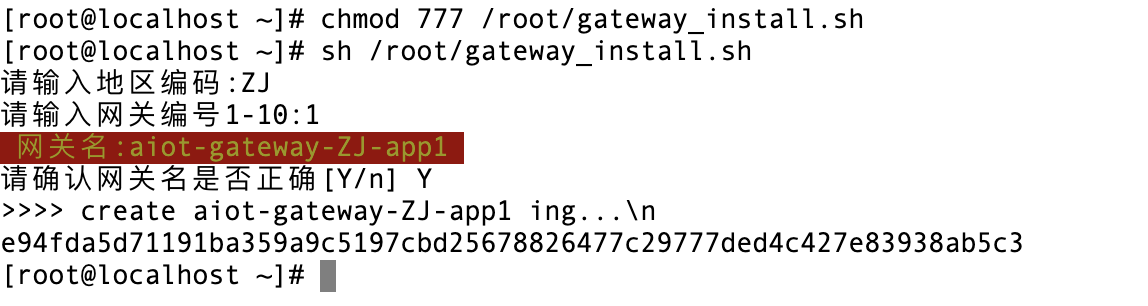 [root@localhost ~]# chmod 777 /root/gateway_install.sh
[root@localhost ~]# sh /root/gateway_install.sh
请输入地区编码:ZJ
请输入网关编号1-10:1
网关名:aiot-gateway-ZJ-app1
请确认网关名是否正确[Y/n] Y
>>>> create aiot-gateway-ZJ-app1 ing...\n
e94fda5d71191ba359a9c5197cbd25678826477c29777ded4c427e83938ab5c3
[root@localhost ~]#